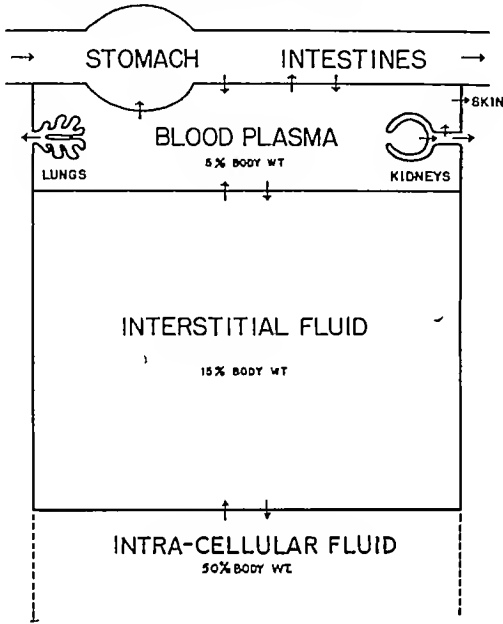 STOMACH INTESTINES
SKIN
BLOOD PLASMA
5% BODY WT
LUNGS
KIDNEYS
INTERSTITIAL FLUID
15% BODY WT
INTRA-CELLULAR FLUID
50% BODY WT.